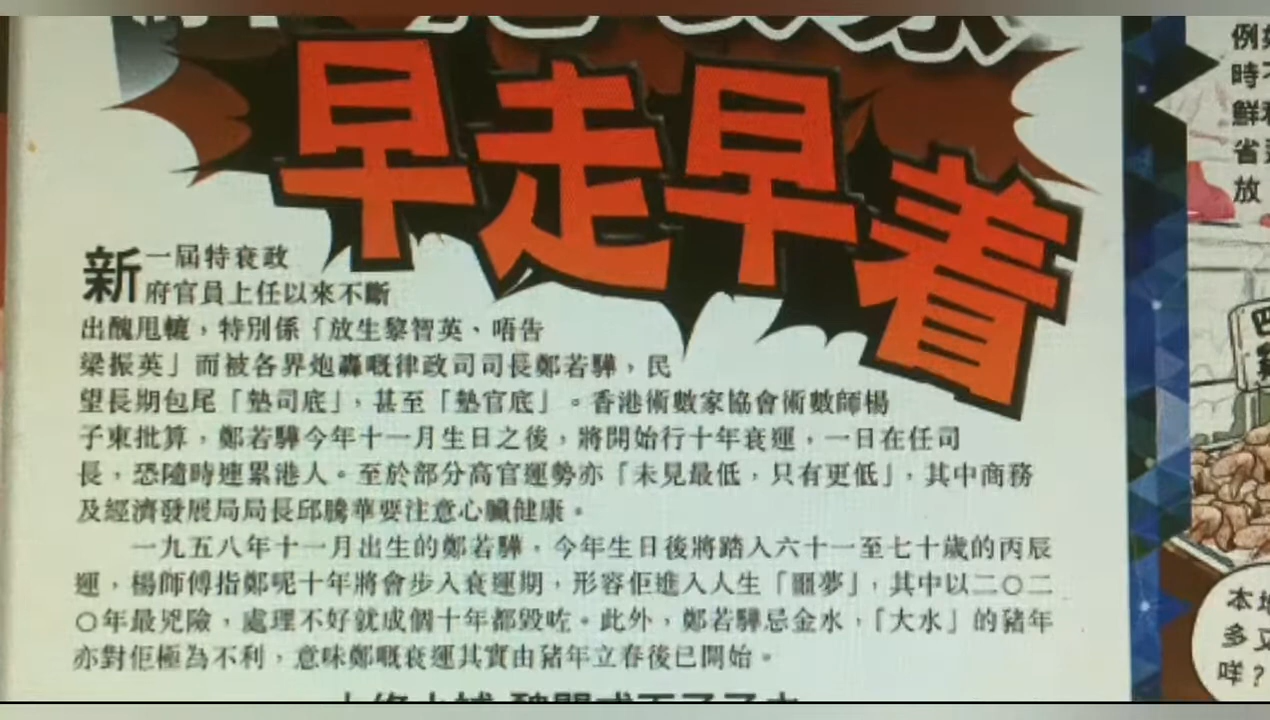 早走早着
新一屆特衰政
府官員上任以來不斷
出醜甩轆，特別係「放生黎智英、唔告
梁振英」而被各界炮轟嘅律政司司長鄭若驊，民
望長期包尾「墊司底」，甚至「墊官底」。香港術數家協會術數師楊
子東批算，鄭若驊今年十一月生日之後，將開始行十年衰運，一日在任司
長，恐隨時連累港人。至於部分高官運勢亦「未見最低，只有更低」，其中商務
及經濟發展局局長邱騰華要注意心臟健康。
一九五八年十一月出生的鄭若驊，今年生日後將踏入六十一至七十歲的丙辰
運，楊師傅指鄭呢十年將會步入衰運期，形容佢進入人生「噩夢」，其中以二〇二
〇年最兇險，處理不好就成個十年都毀咗。此外，鄭若驊忌金水，「大水」的豬年
亦對佢極為不利，意味鄭嘅衰運其實由豬年立春後已開始。
例
時
鮮
省
放
四
本地
多
咩？